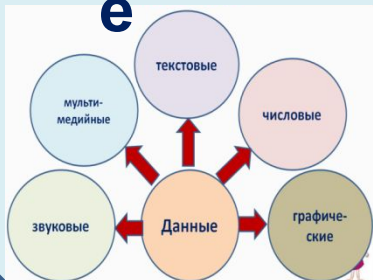 е
текстовые
мульти-
медийные
числовые
звуковые
Данные
графиче-
ские